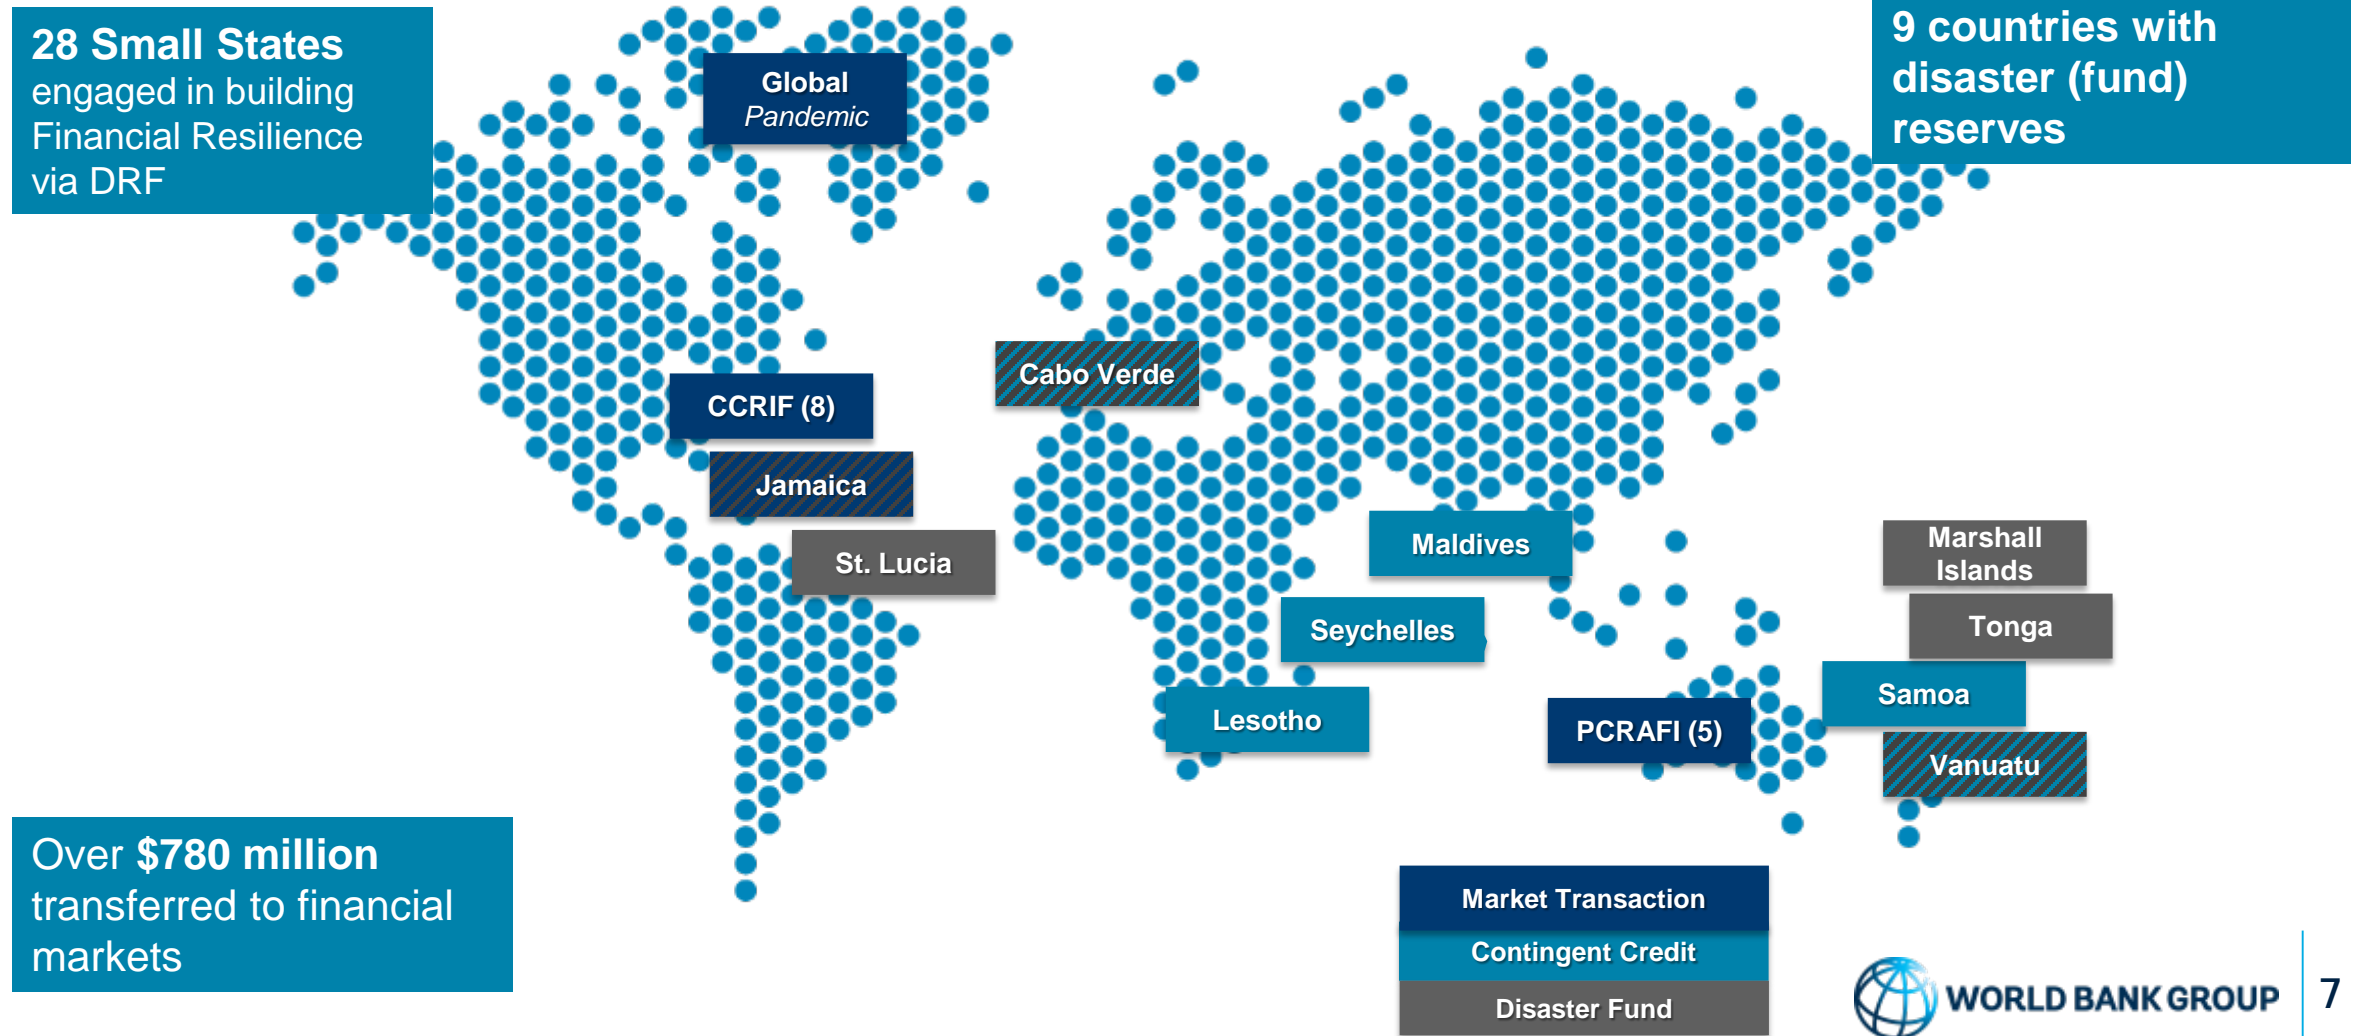 28 Small States
engaged in building
Financial Resilience
via DRF
Global
Pandemic
9 countries with
disaster (fund)
reserves
Cabo Verde
CCRIF (8)
Jamaica
St. Lucia
Maldives
Seychelles
Lesotho
PCRAFI (5)
Marshall
Islands
Tonga
Samoa
Vanuatu
Over $780 million
transferred to financial
markets
Market Transaction
Contingent Credit
Disaster Fund
WORLD BANK GROUP
7